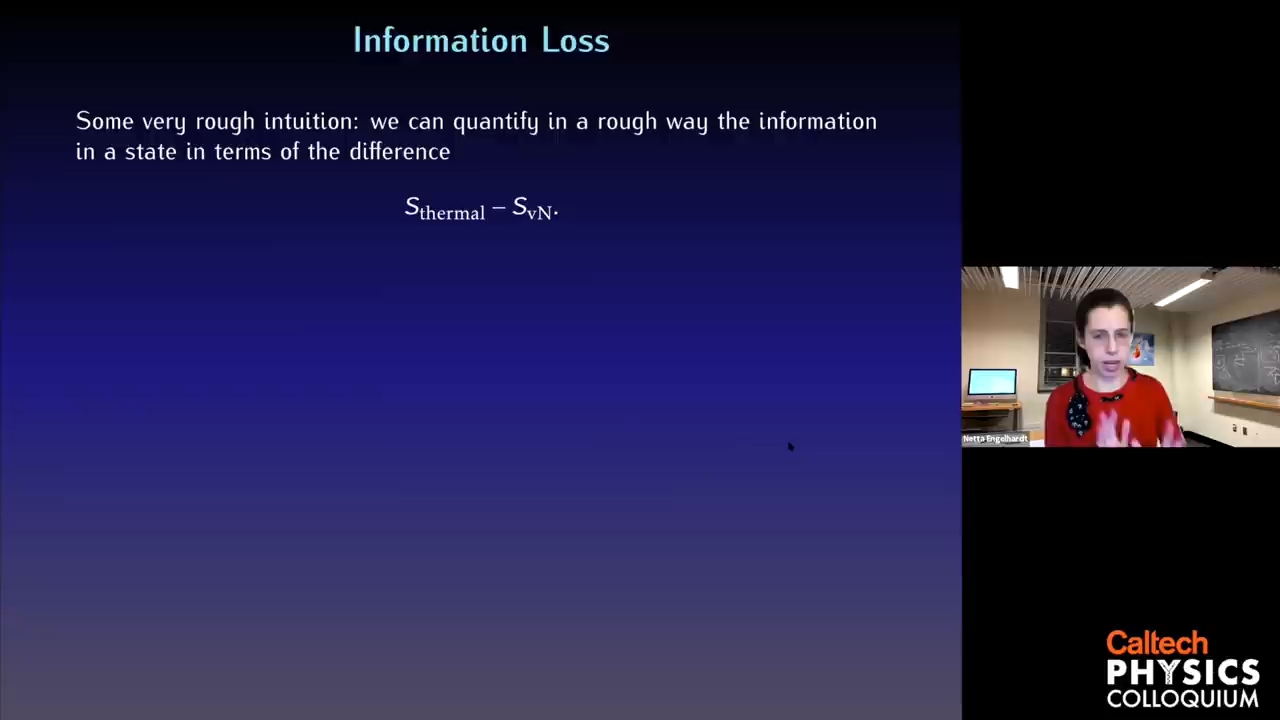 Information Loss
Some very rough intuition: we can quantify in a rough way the information
in a state in terms of the difference
S_thermal – S_vN.
Netta Engelhardt
Caltech
PHYSICS
COLLOQUIUM